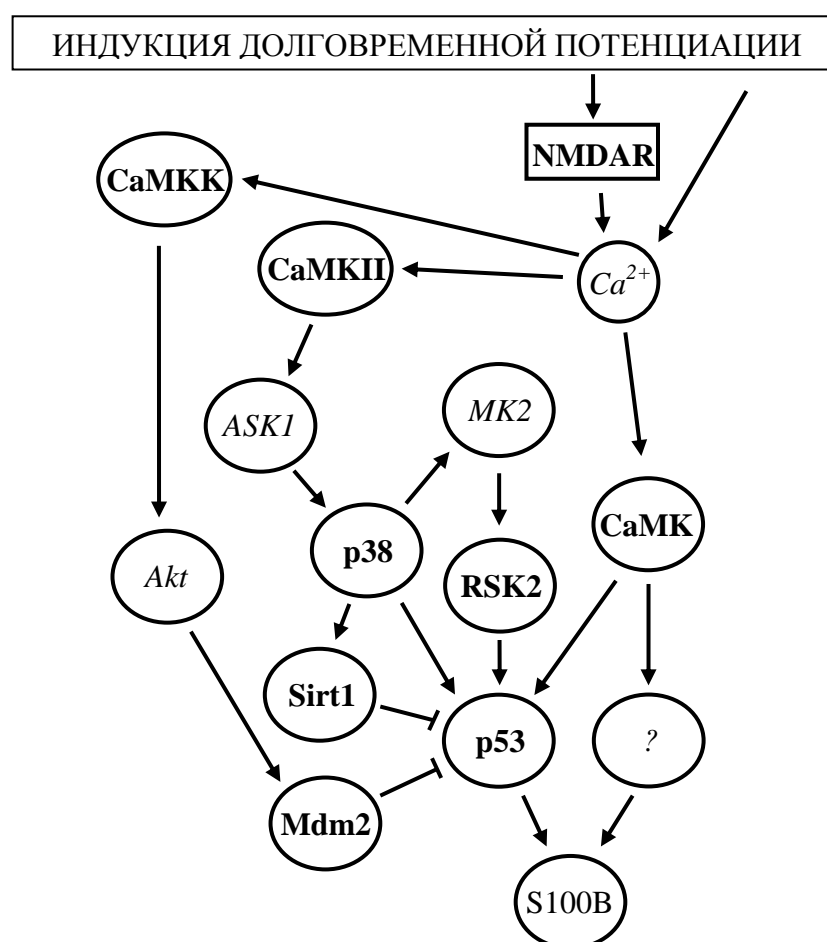 ИНДУКЦИЯ ДОЛГОВРЕМЕННОЙ ПОТЕНЦИАЦИИ
NMDAR
CaMKK
CaMKII
Ca²⁺
ASK1
MK2
CaMK
p38
Akt
RSK2
Sirt1
p53
?
Mdm2
S100B